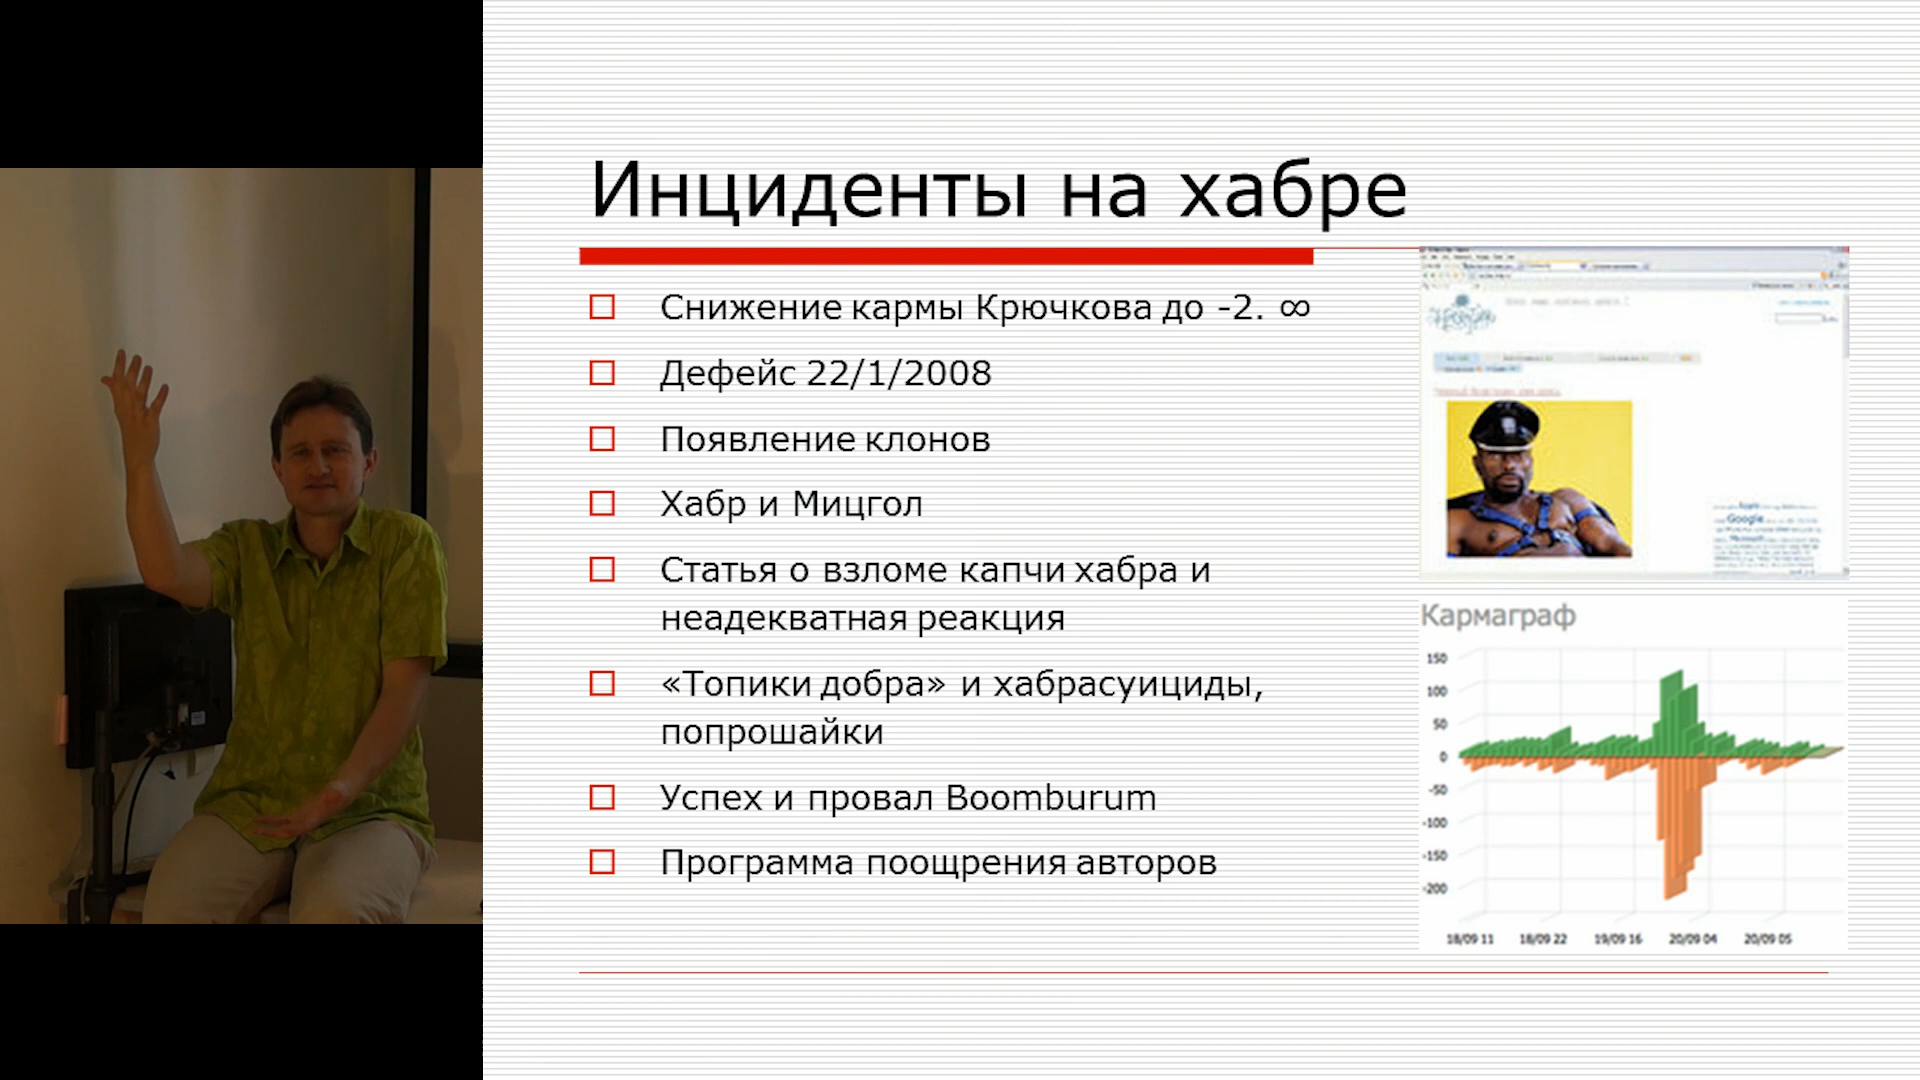 Инциденты на хабре
Снижение кармы Крючкова до -2. ∞
Дефейс 22/1/2008
Появление клонов
Хабр и Мицгол
Статья о взломе капчи хабра и
неадекватная реакция
«Топики добра» и хабрасуициды,
попрошайки
Успех и провал Boomburum
Программа поощрения авторов
Google
Кармаграф
150
100
50
0
-50
-100
-150
-200
18/09 11 18/09 22 19/09 16 20/09 04 20/09 05